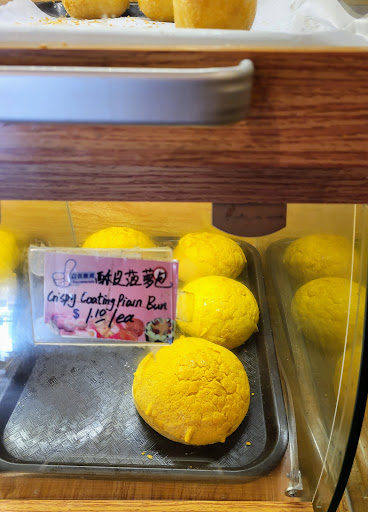 酥皮菠蘿包
Crispy Coating Plain Bun
$ 1.10/ea